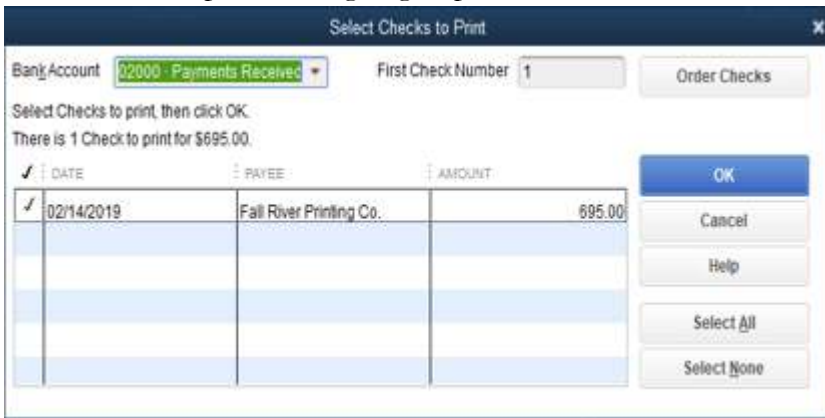 Select Checks to Print
Bank Account 02000 · Payments Received First Check Number 1 Order Checks
Select Checks to print, then click OK.
There is 1 Check to print for $695.00.
✓ DATE PAYEE AMOUNT
✓ 02/14/2019 Fall River Printing Co. 695.00
OK
Cancel
Help
Select All
Select None